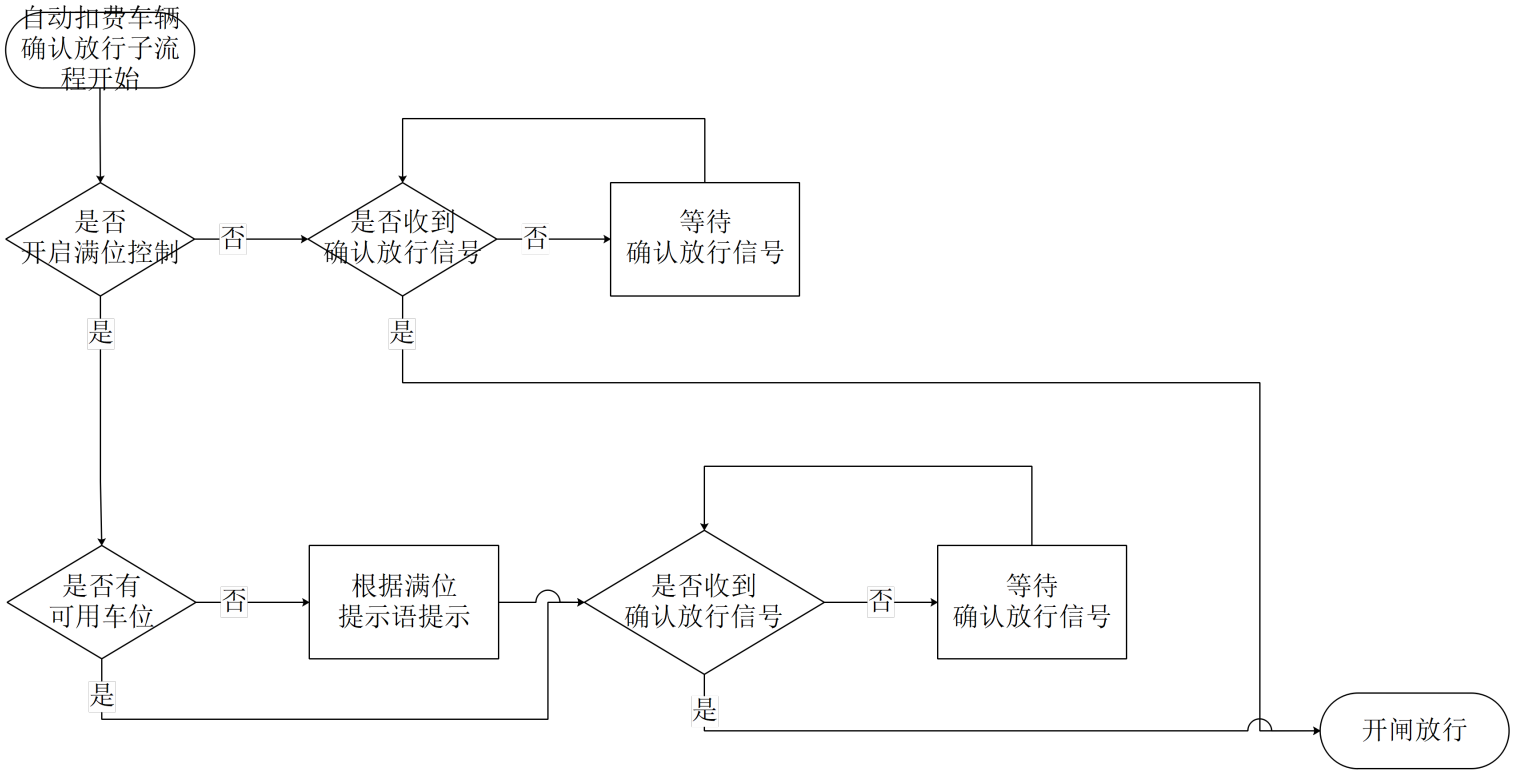 自动扣费车辆
确认放行子流
程开始
是否
开启满位控制
否
是否收到
确认放行信号
否
等待
确认放行信号
是
是
是否有
可用车位
否
根据满位
提示语提示
是否收到
确认放行信号
否
等待
确认放行信号
是
是
开闸放行